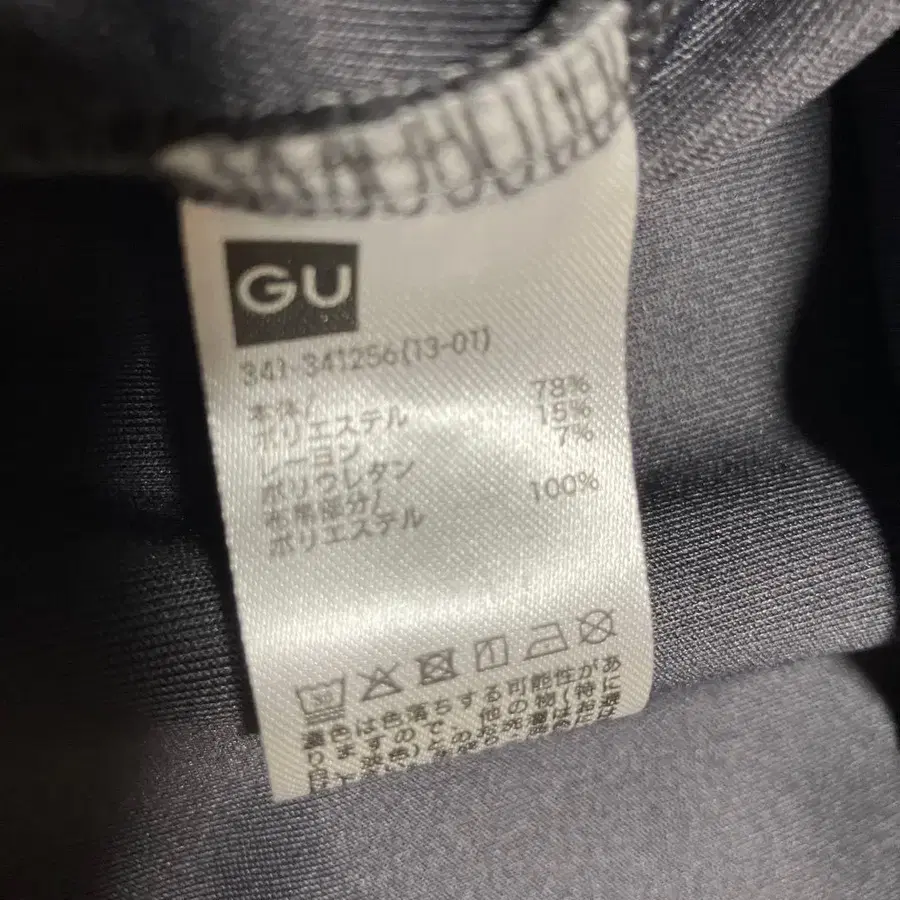 GU
341-341256(13-01)
本体/
ポリエステル 78%
レーヨン 15%
ポリウレタン 7%
布帛部分/
ポリエステル 100%
濃色は色落ちする可能性があ
りますので、他の洗濯物(特に